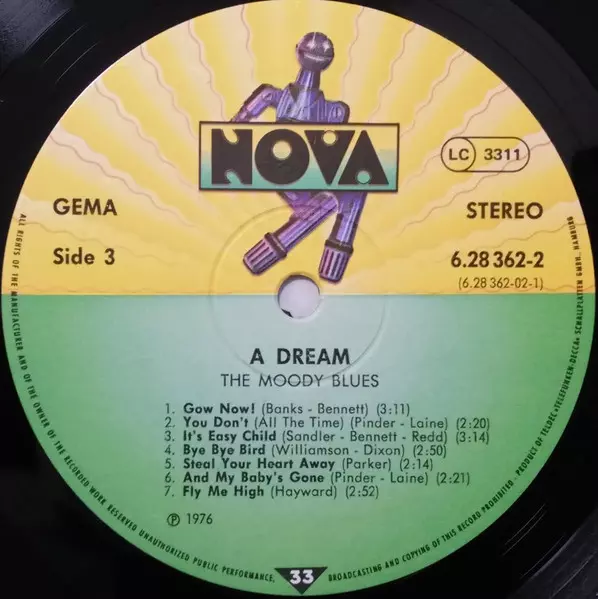 NOVA
LC 3311
GEMA
STEREO
Side 3
6.28 362-2
(6.28 362-02-1)
A DREAM
THE MOODY BLUES
1. Gow Now! (Banks - Bennett) (3:11)
2. You Don't (All The Time) (Pinder - Laine) (2:20)
3. It's Easy Child (Sandler - Bennett - Redd) (3:14)
4. Bye Bye Bird (Williamson - Dixon) (2:50)
5. Steal Your Heart Away (Parker) (2:14)
6. And My Baby's Gone (Pinder - Laine) (2:21)
7. Fly Me High (Hayward) (2:52)
℗ 1976
33
ALL RIGHTS OF THE MANUFACTURER AND OF THE OWNER OF THE RECORDED WORK RESERVED UNAUTHORIZED PUBLIC PERFORMANCE, BROADCASTING AND COPYING OF THIS RECORD PROHIBITED. PRODUCT OF TELDEC »TELEFUNKEN-DECCA« SCHALLPLATTEN GMBH, HAMBURG